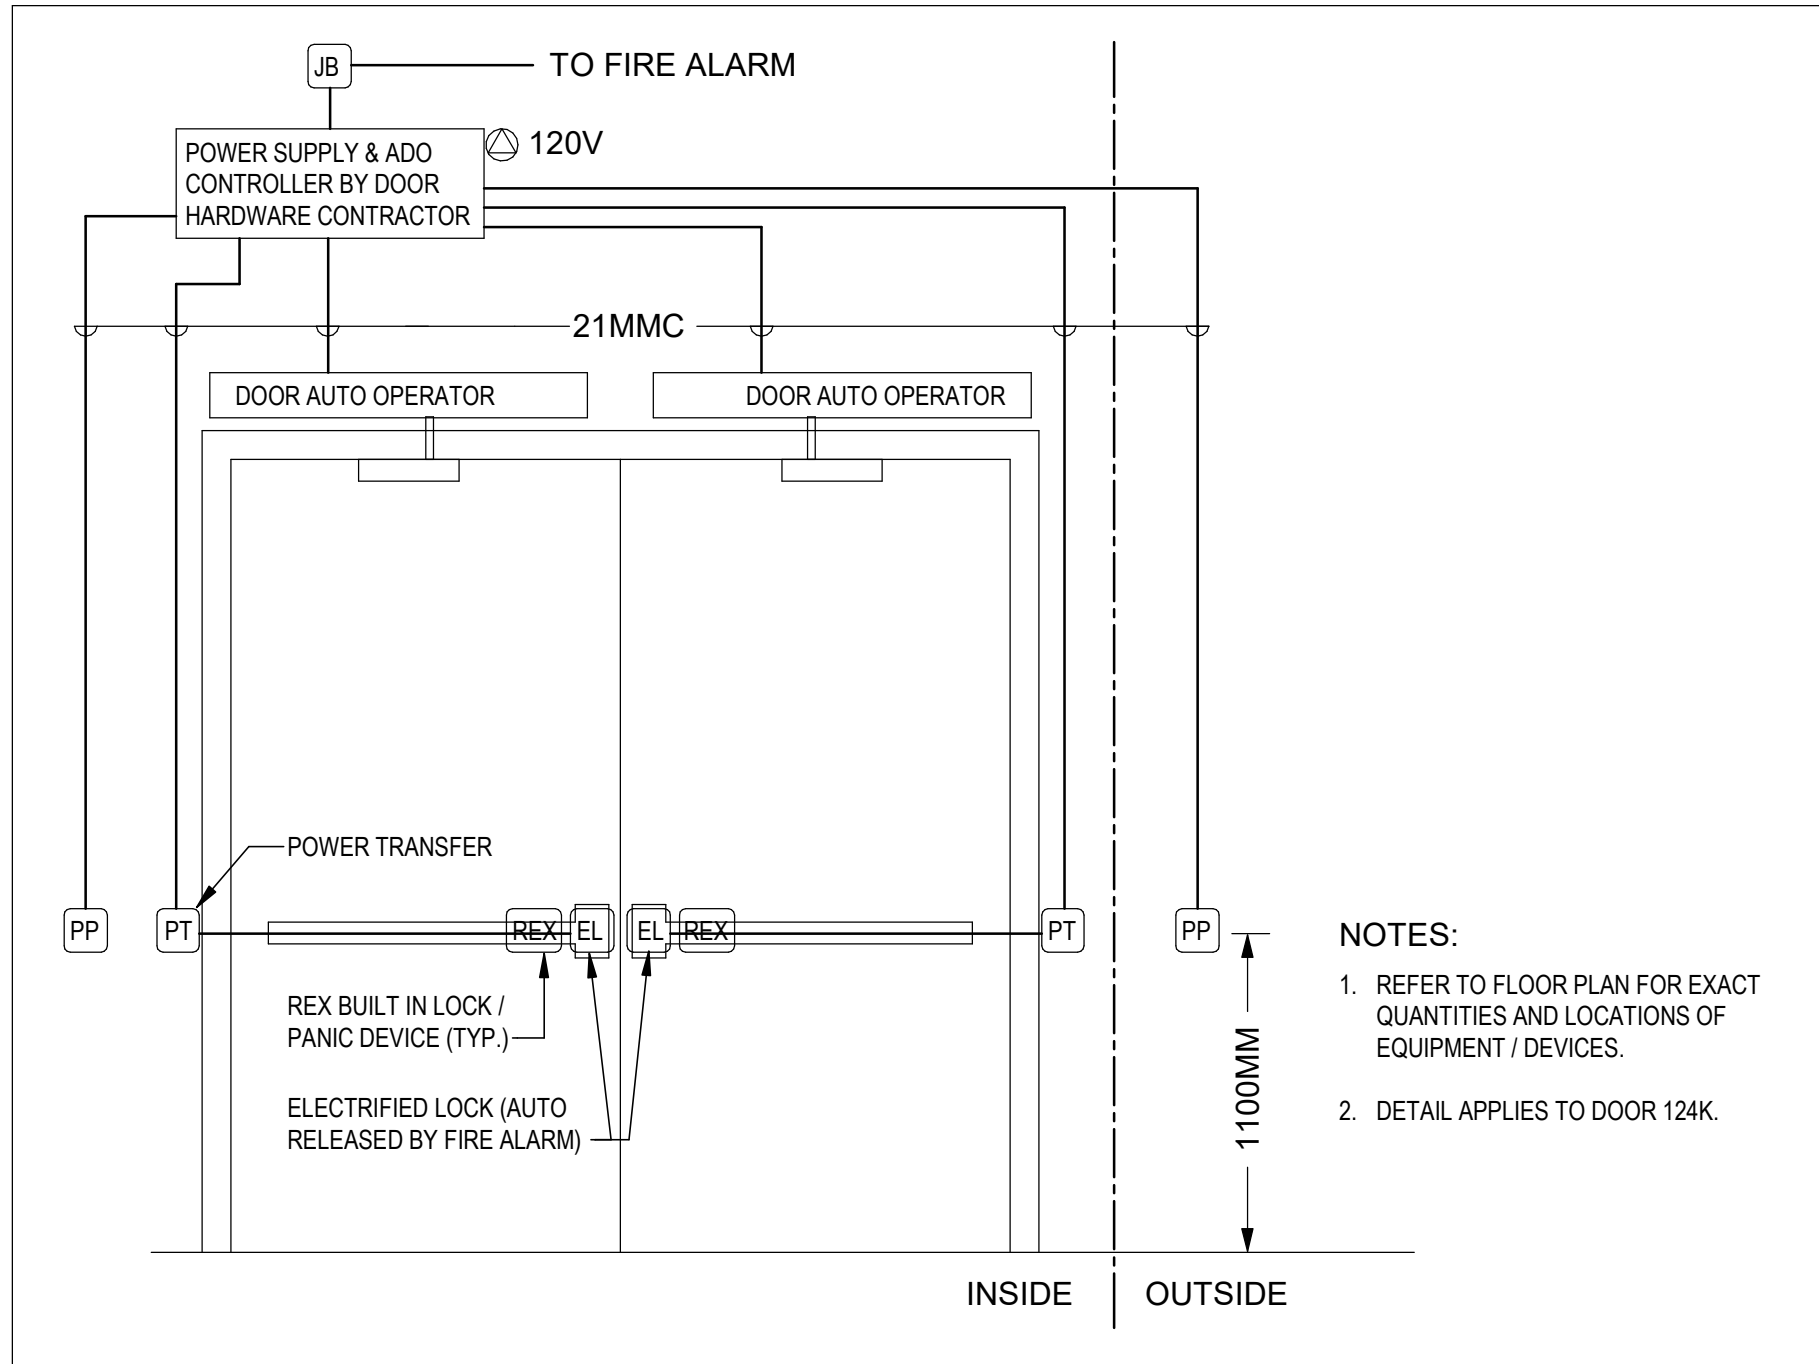 JB
TO FIRE ALARM
120V
POWER SUPPLY & ADO
CONTROLLER BY DOOR
HARDWARE CONTRACTOR
21MMC
DOOR AUTO OPERATOR
DOOR AUTO OPERATOR
POWER TRANSFER
PP
PT
REX
EL
EL
REX
PT
PP
REX BUILT IN LOCK /
PANIC DEVICE (TYP.)
ELECTRIFIED LOCK (AUTO
RELEASED BY FIRE ALARM)
1100MM
NOTES:
1. REFER TO FLOOR PLAN FOR EXACT
QUANTITIES AND LOCATIONS OF
EQUIPMENT / DEVICES.
2. DETAIL APPLIES TO DOOR 124K.
INSIDE
OUTSIDE